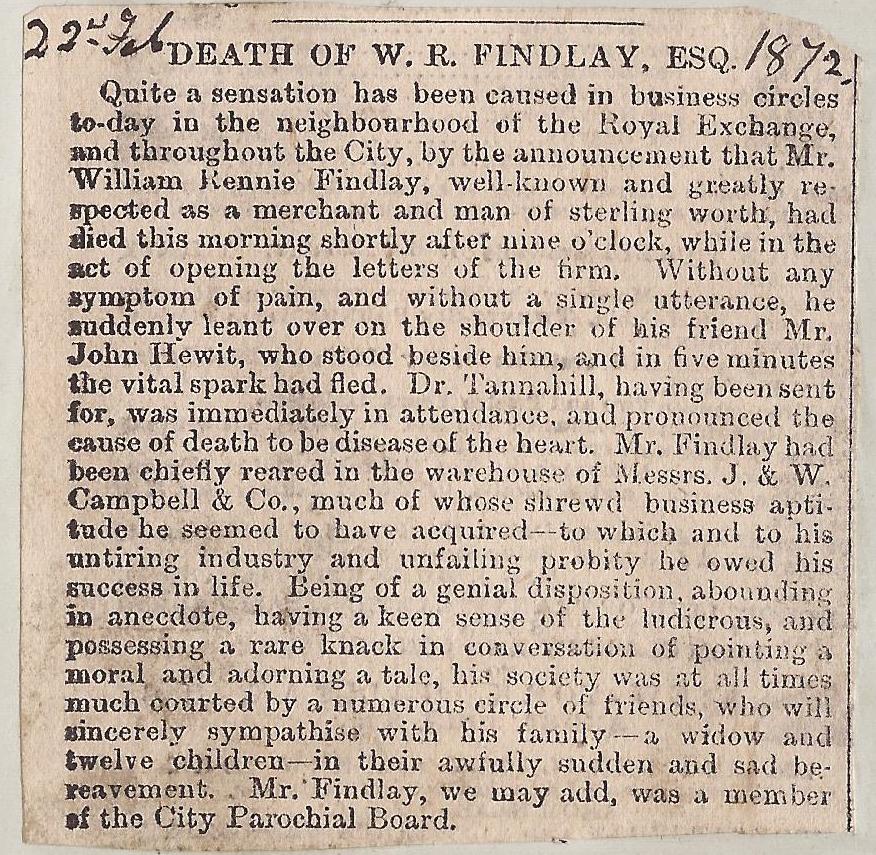 22nd Feb 1872.
DEATH OF W. R. FINDLAY, ESQ.
Quite a sensation has been caused in business circles
to-day in the neighbourhood of the Royal Exchange,
and throughout the City, by the announcement that Mr.
William Rennie Findlay, well-known and greatly re-
spected as a merchant and man of sterling worth, had
died this morning shortly after nine o'clock, while in the
act of opening the letters of the firm. Without any
symptom of pain, and without a single utterance, he
suddenly leant over on the shoulder of his friend Mr.
John Hewit, who stood beside him, and in five minutes
the vital spark had fled. Dr. Tannahill, having been sent
for, was immediately in attendance, and pronounced the
cause of death to be disease of the heart. Mr. Findlay had
been chiefly reared in the warehouse of Messrs. J. & W.
Campbell & Co., much of whose shrewd business apti-
tude he seemed to have acquired—to which and to his
untiring industry and unfailing probity he owed his
success in life. Being of a genial disposition, abounding
in anecdote, having a keen sense of the ludicrous, and
possessing a rare knack in conversation of pointing a
moral and adorning a tale, his society was at all times
much courted by a numerous circle of friends, who will
sincerely sympathise with his family—a widow and
twelve children—in their awfully sudden and sad be-
reavement. Mr. Findlay, we may add, was a member
of the City Parochial Board.